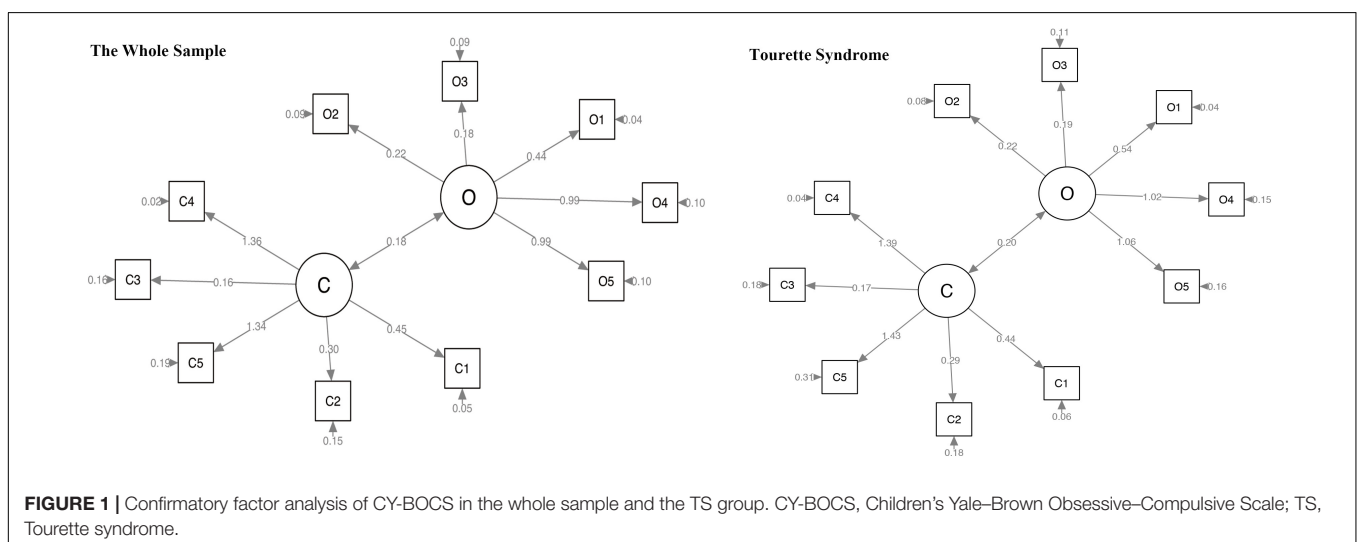 The Whole Sample
0.09
O3
O2
0.09
O1
0.04
0.18
0.22
0.44
O
C4
0.02
0.99
O4
0.10
1.36
0.18
0.99
C3
0.16
0.16
C
O5
0.10
1.34
0.45
C5
0.19
0.30
C1
C2
0.05
0.15
Tourette Syndrome
0.11
O3
O2
0.08
O1
0.04
0.19
0.22
0.54
O
C4
0.04
1.02
O4
0.15
1.39
0.20
1.06
C3
0.18
0.17
C
O5
0.16
1.43
0.44
C5
0.31
0.29
C1
C2
0.06
0.18
FIGURE 1 | Confirmatory factor analysis of CY-BOCS in the whole sample and the TS group. CY-BOCS, Children's Yale–Brown Obsessive–Compulsive Scale; TS,
Tourette syndrome.